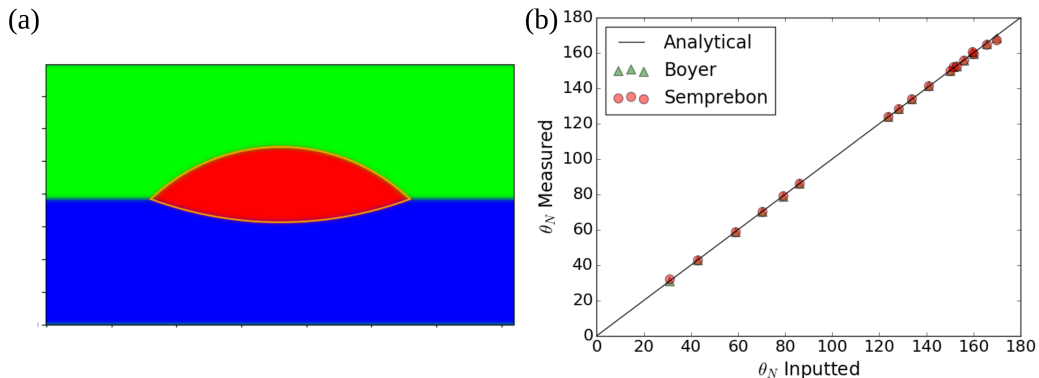 (a)
(b)
180
160
140
120
100
80
60
40
20
0
θN Measured
Analytical
Boyer
Semprebon
0 20 40 60 80 100 120 140 160 180
θN Inputted